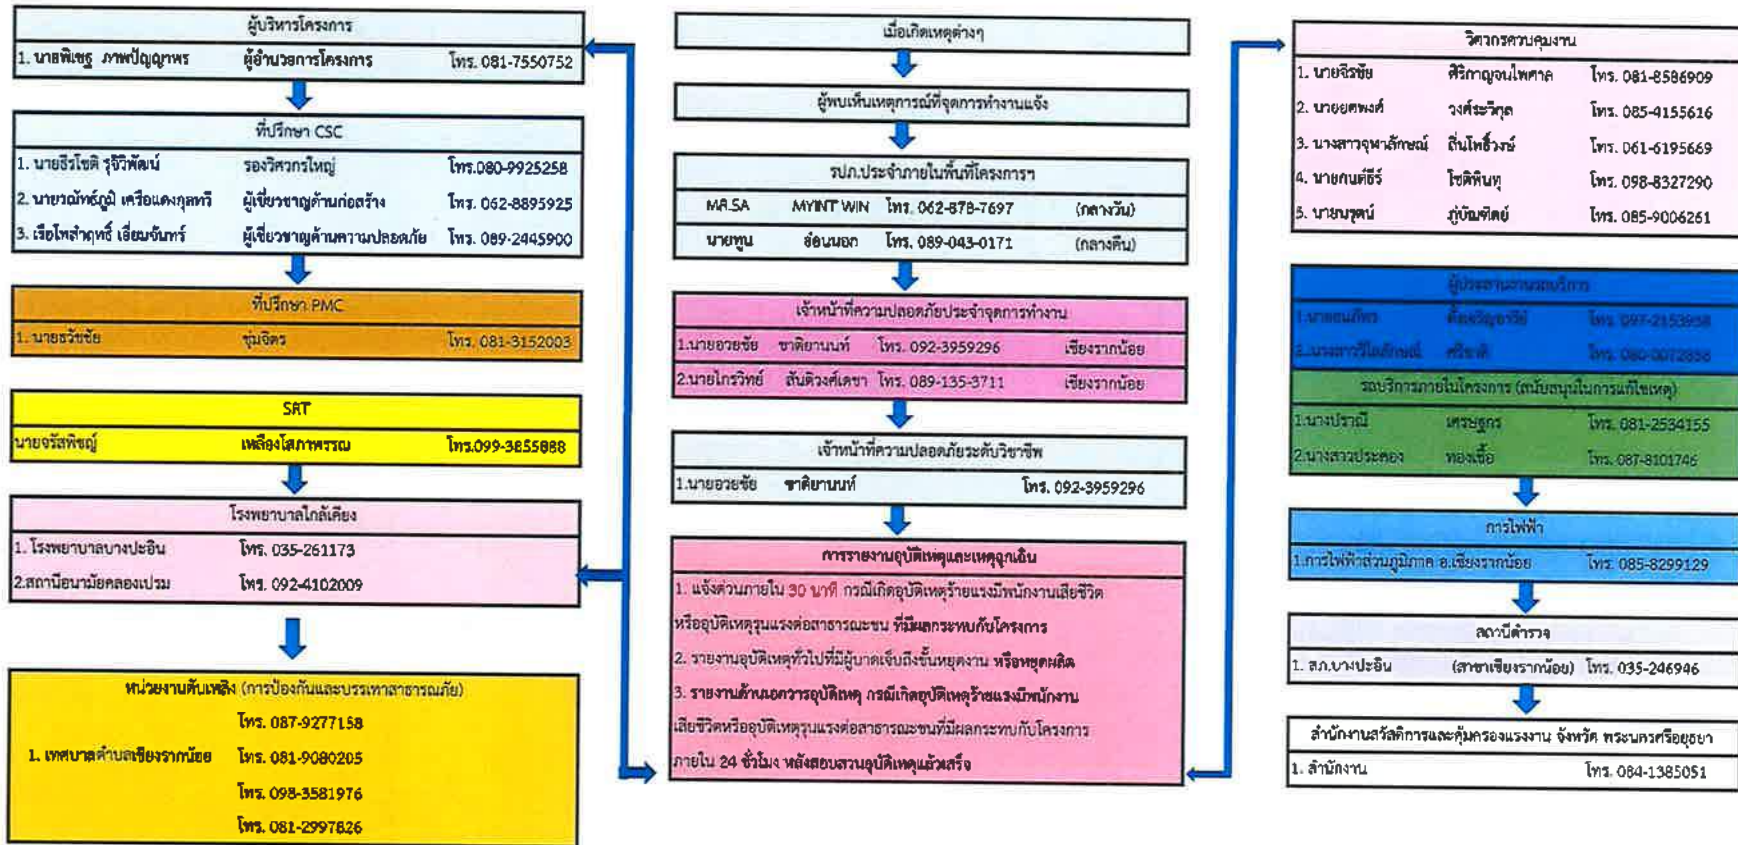 ผู้บริหารโครงการ
1. นายพิเชฐ ภาพปัญญาพร ผู้อำนวยการโครงการ โทร. 081-7550752
ที่ปรึกษา CSC
1. นายธีรโชติ รุจิวิพัฒน์ รองวิศวกรใหญ่ โทร.080-9925258
2. นายวณัทธ์ภูมิ เครือแดงกุลทวี ผู้เชี่ยวชาญด้านก่อสร้าง โทร. 062-8895925
3. เรือโทสำฤทธิ์ เอี่ยมจันทร์ ผู้เชี่ยวชาญด้านความปลอดภัย โทร. 089-2445900
ที่ปรึกษา PMC
1. นายธวัชชัย ชุ่มจิตร โทร. 081-3152003
SRT
นายจรัสพิชญ์ เหลืองโสภาพรรณ โทร.099-3855888
โรงพยาบาลใกล้เคียง
1. โรงพยาบาลบางปะอิน โทร. 035-261173
2.สถานีอนามัยคลองเปรม โทร. 092-4102009
หน่วยงานดับเพลิง (การป้องกันและบรรเทาสาธารณภัย)
โทร. 087-9277158
1. เทศบาลตำบลเชียงรากน้อย โทร. 081-9080205
โทร. 098-3581976
โทร. 081-2997826
เมื่อเกิดเหตุต่างๆ
ผู้พบเห็นเหตุการณ์ที่จุดการทำงานแจ้ง
รปภ.ประจำภายในพื้นที่โครงการฯ
MR.SA MYINT WIN โทร. 062-878-7697 (กลางวัน)
นายทูน อ่อนนอก โทร. 089-043-0171 (กลางคืน)
เจ้าหน้าที่ความปลอดภัยประจำจุดการทำงาน
1.นายอวยชัย ชาติยานนท์ โทร. 092-3959296 เชียงรากน้อย
2.นายไกรวิทย์ สันติวงศ์เดชา โทร. 089-135-3711 เชียงรากน้อย
เจ้าหน้าที่ความปลอดภัยระดับวิชาชีพ
1.นายอวยชัย ชาติยานนท์ โทร. 092-3959296
การรายงานอุบัติเหตุและเหตุฉุกเฉิน
1. แจ้งด่วนภายใน 30 นาที กรณีเกิดอุบัติเหตุร้ายแรงมีพนักงานเสียชีวิต
หรืออุบัติเหตุรุนแรงต่อสาธารณะชน ที่มีผลกระทบกับโครงการ
2. รายงานอุบัติเหตุทั่วไปที่มีผู้บาดเจ็บถึงขั้นหยุดงาน หรือหยุดผลิต
3. รายงานด้านเอกสารอุบัติเหตุ กรณีเกิดอุบัติเหตุร้ายแรงมีพนักงาน
เสียชีวิตหรืออุบัติเหตุรุนแรงต่อสาธารณะชนที่มีผลกระทบกับโครงการ
ภายใน 24 ชั่วโมง หลังสอบสวนอุบัติเหตุแล้วเสร็จ
วิศวกรควบคุมงาน
1. นายจิรชัย ศิริกาญจนไพศาล โทร. 081-8586909
2. นายยศพงศ์ วงศ์ระวีกุล โทร. 085-4155616
3. นางสาวจุฬาลักษณ์ สิ่นโพธิ์วงษ์ โทร. 061-6195669
4. นายกนต์ธีร์ โชติพินทุ โทร. 098-8327290
5. นายนรุตน์ ภู่บัณฑิตย์ โทร. 085-9006261
ผู้ประสานงานรถบริการ
โทร. 097-2153938
รถบริการภายในโครงการ (สนับสนุนในการแก้ไขเหตุ)
1.นางปราณี เศรษฐกร โทร. 081-2534155
2.นางสาวประคอง ทองเชื้อ โทร. 087-8101746
การไฟฟ้า
1.การไฟฟ้าส่วนภูมิภาค อ.เชียงรากน้อย โทร. 085-8299129
สถานีตำรวจ
1. สภ.บางปะอิน (สาขาเชียงรากน้อย) โทร. 035-246946
สำนักงานสวัสดิการและคุ้มครองแรงงาน จังหวัด พระนครศรีอยุธยา
1. สำนักงาน โทร. 084-1385051